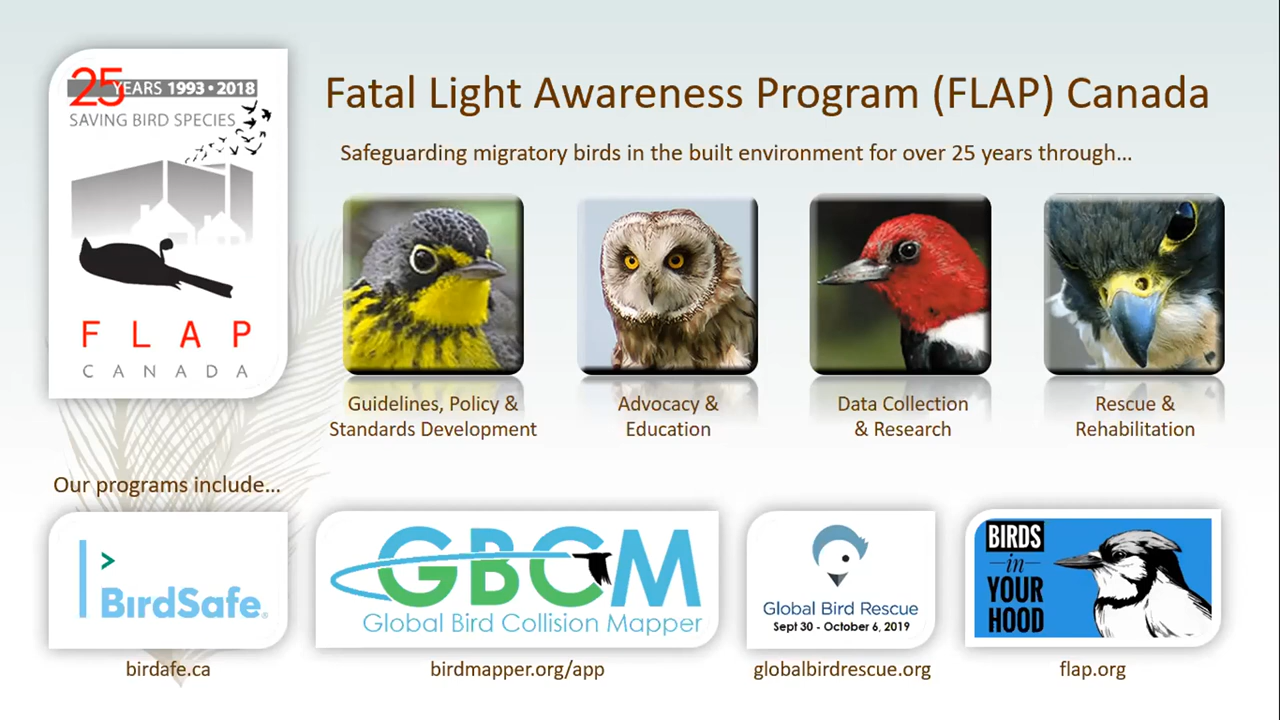 25 YEARS 1993 • 2018
SAVING BIRD SPECIES
FLAP
CANADA
Fatal Light Awareness Program (FLAP) Canada
Safeguarding migratory birds in the built environment for over 25 years through...
Guidelines, Policy &
Standards Development
Advocacy &
Education
Data Collection
& Research
Rescue &
Rehabilitation
Our programs include...
BirdSafe®
birdafe.ca
GBCM
Global Bird Collision Mapper
birdmapper.org/app
Global Bird Rescue
Sept 30 - October 6, 2019
globalbirdrescue.org
BIRDS
in
YOUR
HOOD
flap.org